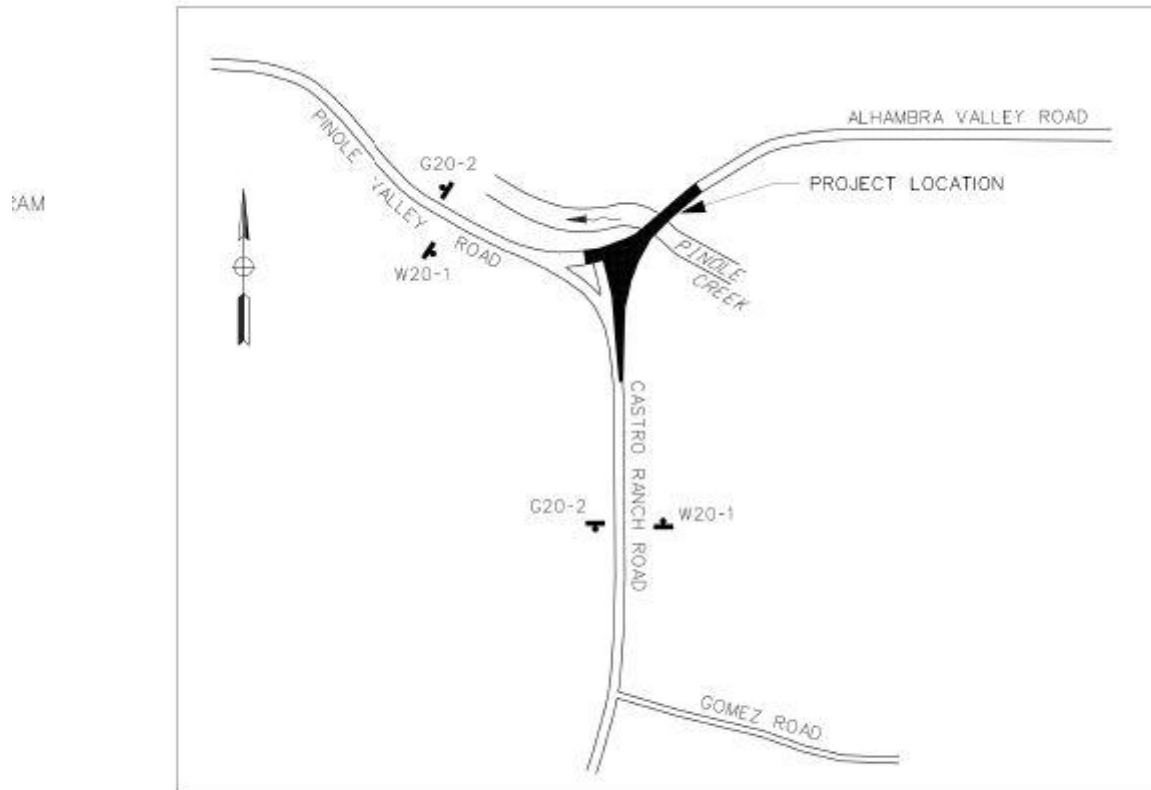 ALHAMBRA VALLEY ROAD
PINOLE VALLEY ROAD
G20-2
PROJECT LOCATION
RAM
W20-1
PINOLE
CREEK
CASTRO RANCH ROAD
G20-2
W20-1
GOMEZ ROAD